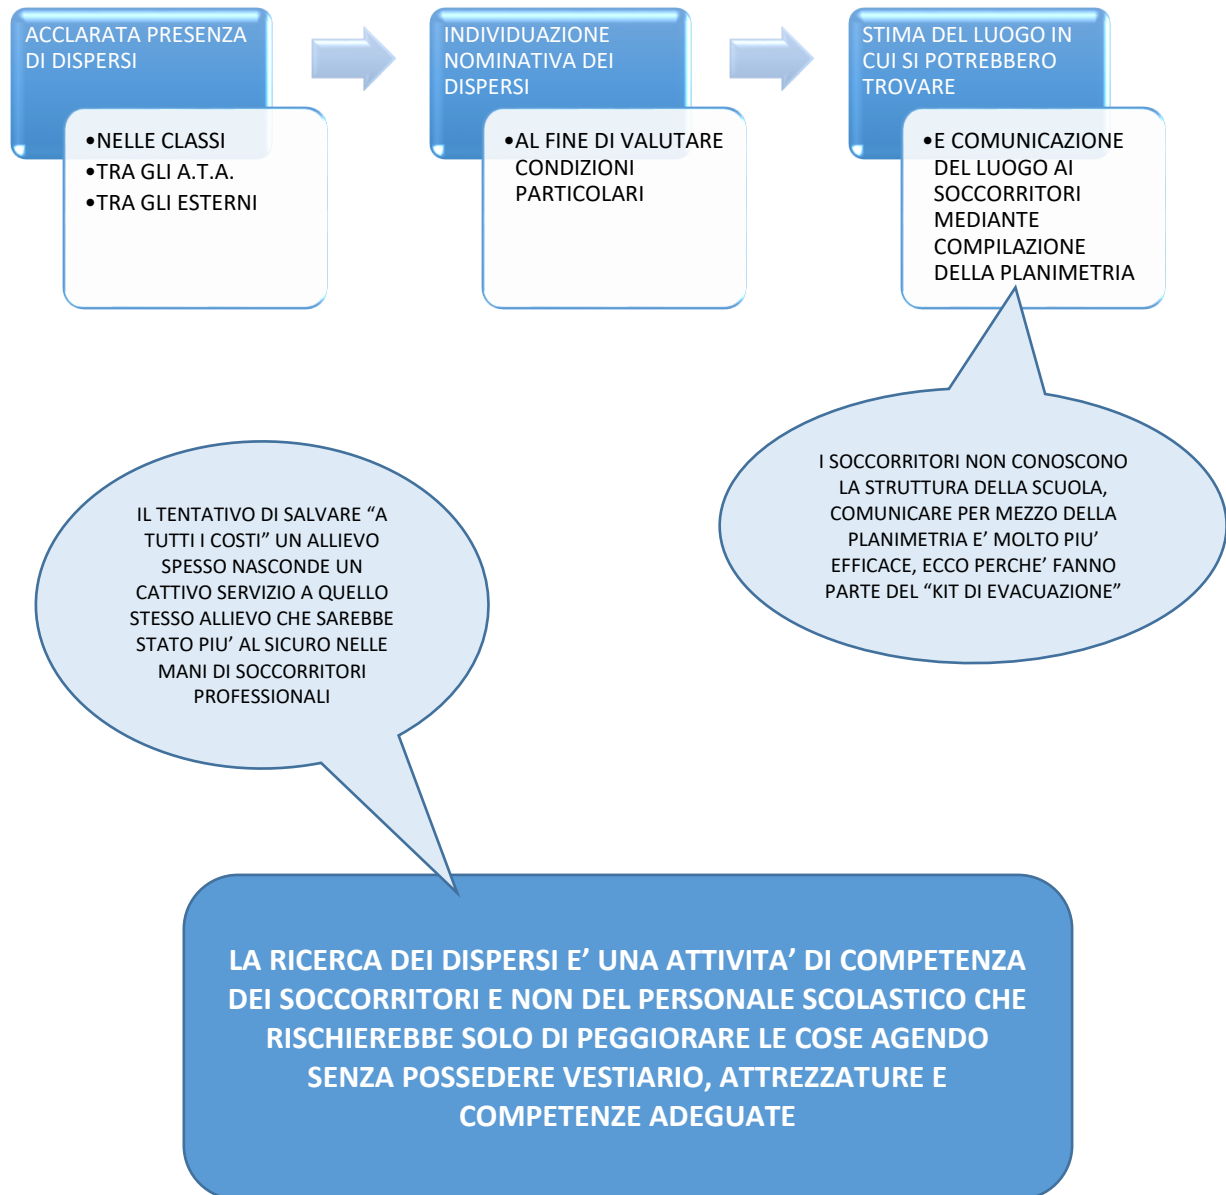 ACCLARATA PRESENZA
DI DISPERSI
•NELLE CLASSI
•TRA GLI A.T.A.
•TRA GLI ESTERNI
INDIVIDUAZIONE
NOMINATIVA DEI
DISPERSI
•AL FINE DI VALUTARE
CONDIZIONI
PARTICOLARI
STIMA DEL LUOGO IN
CUI SI POTREBBERO
TROVARE
•E COMUNICAZIONE
DEL LUOGO AI
SOCCORRITORI
MEDIANTE
COMPILAZIONE
DELLA PLANIMETRIA
I SOCCORRITORI NON CONOSCONO
LA STRUTTURA DELLA SCUOLA,
COMUNICARE PER MEZZO DELLA
PLANIMETRIA E’ MOLTO PIU’
EFFICACE, ECCO PERCHE’ FANNO
PARTE DEL “KIT DI EVACUAZIONE”
IL TENTATIVO DI SALVARE “A
TUTTI I COSTI” UN ALLIEVO
SPESSO NASCONDE UN
CATTIVO SERVIZIO A QUELLO
STESSO ALLIEVO CHE SAREBBE
STATO PIU’ AL SICURO NELLE
MANI DI SOCCORRITORI
PROFESSIONALI
LA RICERCA DEI DISPERSI E’ UNA ATTIVITA’ DI COMPETENZA
DEI SOCCORRITORI E NON DEL PERSONALE SCOLASTICO CHE
RISCHIEREBBE SOLO DI PEGGIORARE LE COSE AGENDO
SENZA POSSEDERE VESTIARIO, ATTREZZATURE E
COMPETENZE ADEGUATE